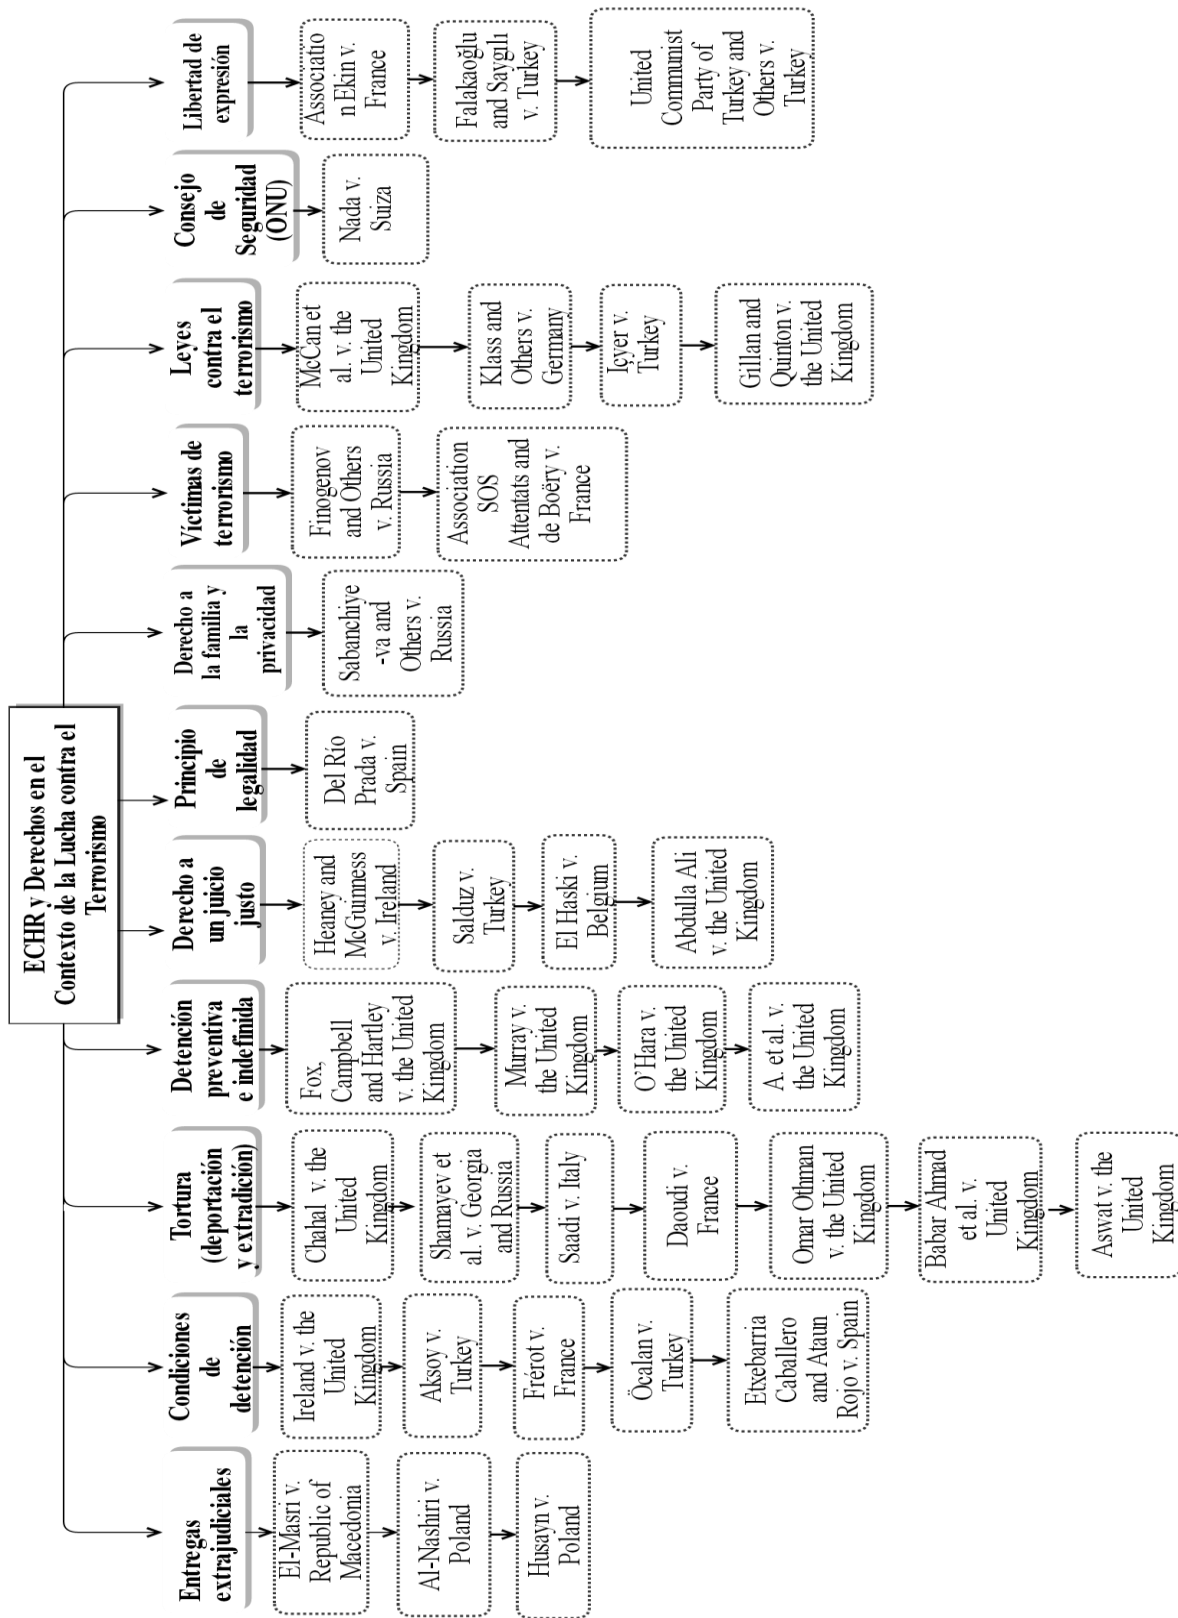 ECHR y Derechos en el
Contexto de la Lucha contra el
Terrorismo
Entregas
extrajudiciales
El-Masri v.
Republic of
Macedonia
Al-Nashiri v.
Poland
Husayn v.
Poland
Condiciones
de
detención
Ireland v. the
United
Kingdom
Aksoy v.
Turkey
Frérot v.
France
Öcalan v.
Turkey
Etxebarria
Caballero
and Ataun
Rojo v. Spain
Tortura
(deportación
y extradición)
Chahal v. the
United
Kingdom
Shamayev et
al. v. Georgia
and Russia
Saadi v. Italy
Daoudi v.
France
Omar Othman
v. the United
Kingdom
Babar Ahmad
et al. v.
United
Kingdom
Aswat v. the
United
Kingdom
Detención
preventiva
e indefinida
Fox,
Campbell
and Hartley
v. the United
Kingdom
Murray v.
the United
Kingdom
O'Hara v.
the United
Kingdom
A. et al. v.
the United
Kingdom
Derecho a
un juicio
justo
Heaney and
McGuinness
v. Ireland
Salduz v.
Turkey
El Haski v.
Belgium
Abdulla Ali
v. the United
Kingdom
Principio
de
legalidad
Del Río
Prada v.
Spain
Derecho a
la familia y
la
privacidad
Sabanchiye
-va and
Others v.
Russia
Víctimas de
terrorismo
Finogenov
and Others
v. Russia
Association
SOS
Attentats and
de Boëry v.
France
Leyes
contra el
terrorismo
McCan et
al. v. the
United
Kingdom
Klass and
Others v.
Germany
Içyer v.
Turkey
Gillan and
Quinton v.
the United
Kingdom
Consejo
de
Seguridad
(ONU)
Nada v.
Suiza
Libertad de
expresión
Associatio
n Ekin v.
France
Falakaoğlu
and Saygılı
v. Turkey
United
Communist
Party of
Turkey and
Others v.
Turkey